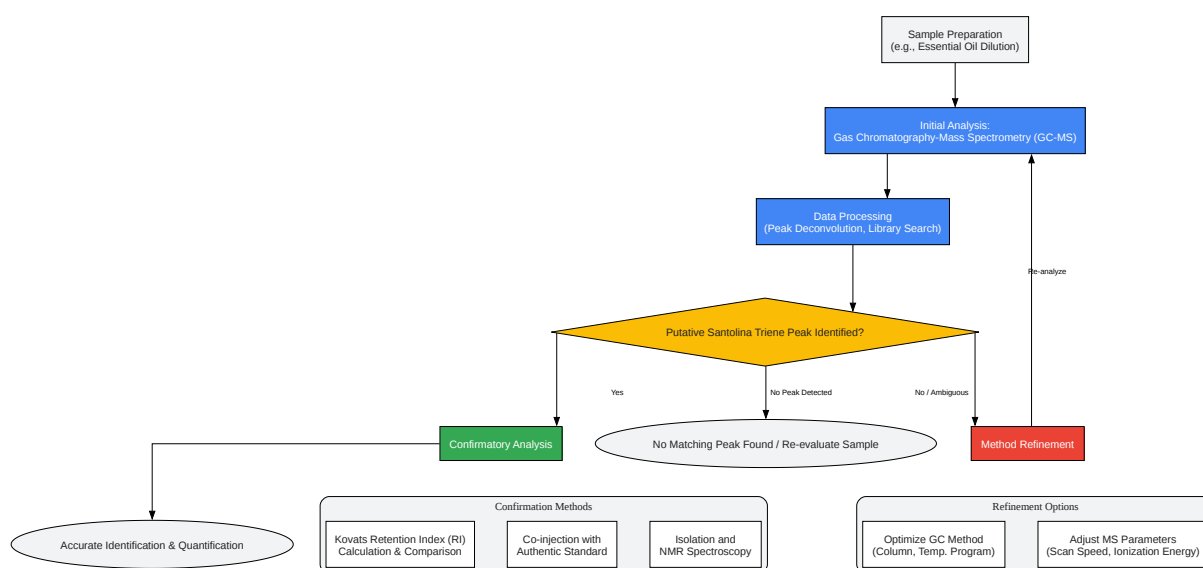 Sample Preparation
(e.g., Essential Oil Dilution)
Initial Analysis:
Gas Chromatography-Mass Spectrometry (GC-MS)
Data Processing
(Peak Deconvolution, Library Search)
Re-analyze
Putative Santolina Triene Peak Identified?
Yes
No Peak Detected
No / Ambiguous
Confirmatory Analysis
No Matching Peak Found / Re-evaluate Sample
Method Refinement
Accurate Identification & Quantification
Confirmation Methods
Kovats Retention Index (RI)
Calculation & Comparison
Co-injection with
Authentic Standard
Isolation and
NMR Spectroscopy
Refinement Options
Optimize GC Method
(Column, Temp. Program)
Adjust MS Parameters
(Scan Speed, Ionization Energy)